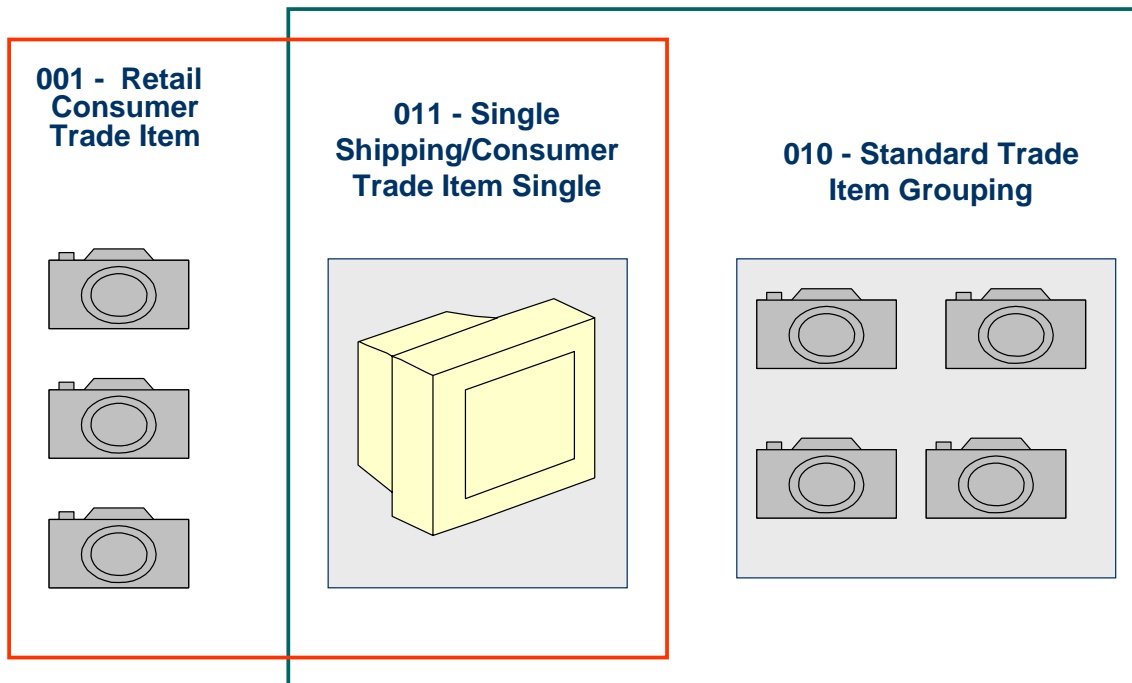 001 - Retail
Consumer
Trade Item
011 - Single
Shipping/Consumer
Trade Item Single
010 - Standard Trade
Item Grouping